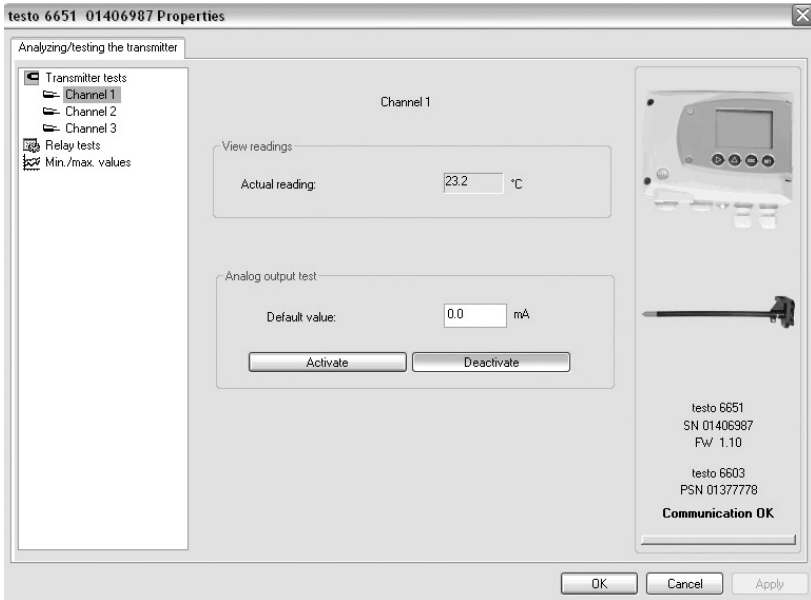 testo 6651 01406987 Properties
Analyzing/testing the transmitter
Transmitter tests
Channel 1
Channel 2
Channel 3
Relay tests
Min./max. values
Channel 1
View readings
Actual reading:
23.2 °C
Analog output test
Default value:
0.0 mA
Activate
Deactivate
testo 6651
SN 01406987
FW 1.10
testo 6603
PSN 01377778
Communication OK
OK
Cancel
Apply